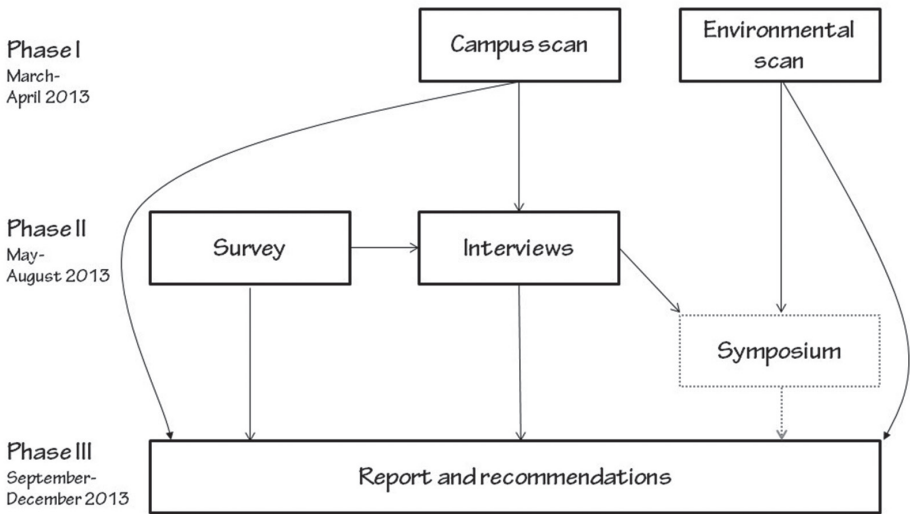 Phase I
March-
April 2013
Campus scan
Environmental
scan
Phase II
May-
August 2013
Survey
Interviews
Symposium
Phase III
September-
December 2013
Report and recommendations